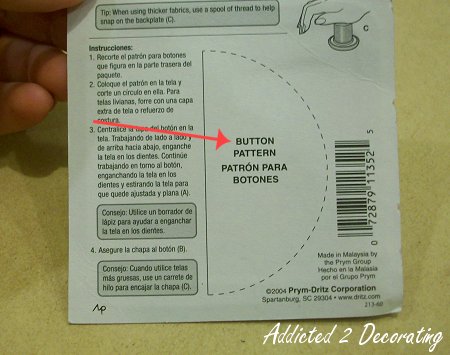 Tip: When using thicker fabrics, use a spool of thread to help
snap on the backplate (C).
C
Instrucciones:
1. Recorte el patrón para botones
que figura en la parte trasera del
paquete.
2. Coloque el patrón en la tela y
corte un círculo en ella. Para
telas livianas, forre con una capa
extra de tela o refuerzo de
costura.
3. Centralice la tapa del botón en la
tela. Trabajando de lado a lado y
de arriba hacia abajo, enganche
la tela en los dientes. Continúe
trabajando en torno al botón,
enganchando la tela en los
dientes y estirando la tela para
que quede ajustada y plana (A).
Consejo: Utilice un borrador de
lápiz para ayudar a enganchar
la tela en los dientes.
4. Asegure la chapa al botón (B).
Consejo: Cuando utilice telas
más gruesas, use un carrete de
hilo para encajar la chapa (C).
BUTTON
PATTERN
PATRÓN PARA
BOTONES
0 72879 11352 5
Made in Malaysia by
the Prym Group
Hecho en la Malasia
por el Grupo Prym
©2004 Prym-Dritz Corporation
Spartanburg, SC 29304 • www.dritz.com
213-60
Addicted 2 Decorating